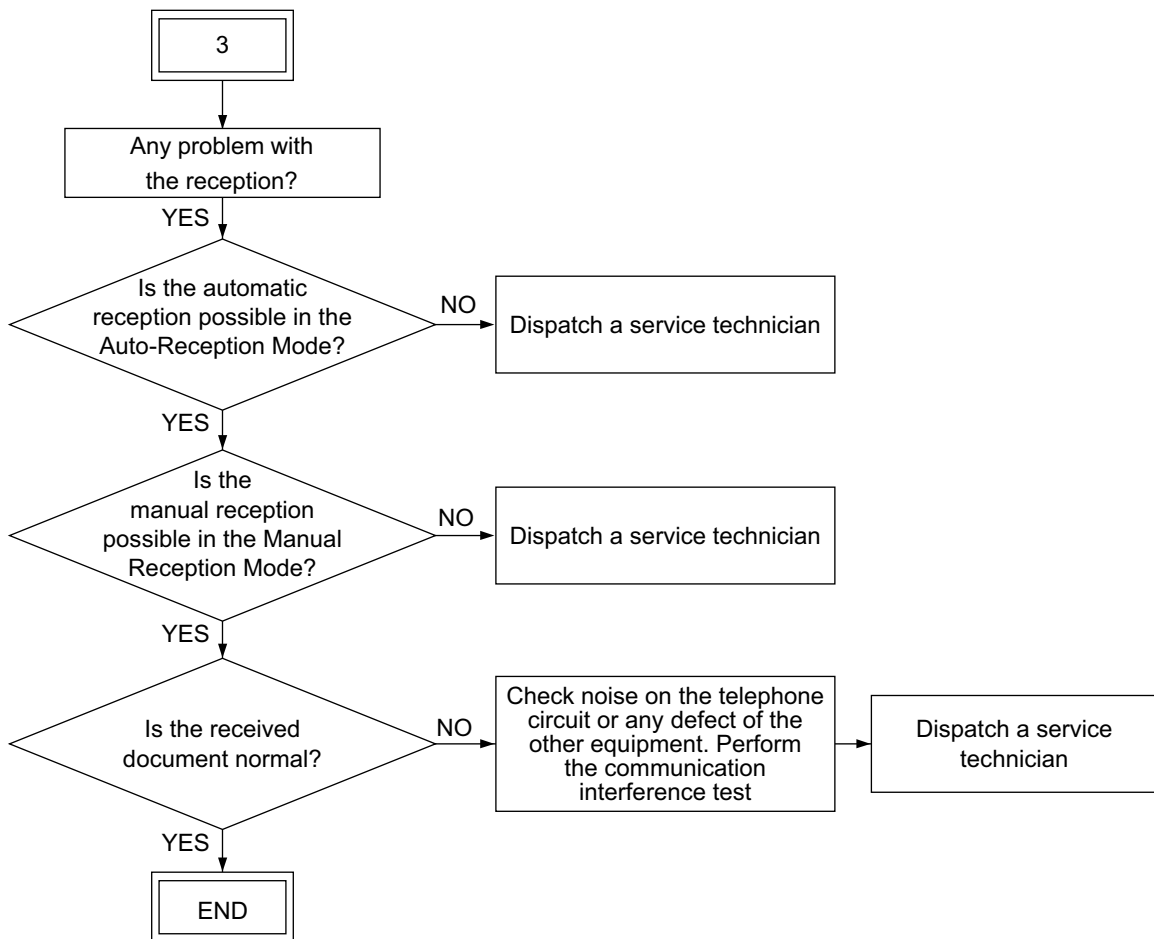 3
Any problem with
the reception?
YES
Is the automatic
reception possible in the
Auto-Reception Mode?
NO
Dispatch a service technician
YES
Is the
manual reception
possible in the Manual
Reception Mode?
NO
Dispatch a service technician
YES
Is the received
document normal?
NO
Check noise on the telephone
circuit or any defect of the
other equipment. Perform
the communication
interference test
Dispatch a service
technician
YES
END